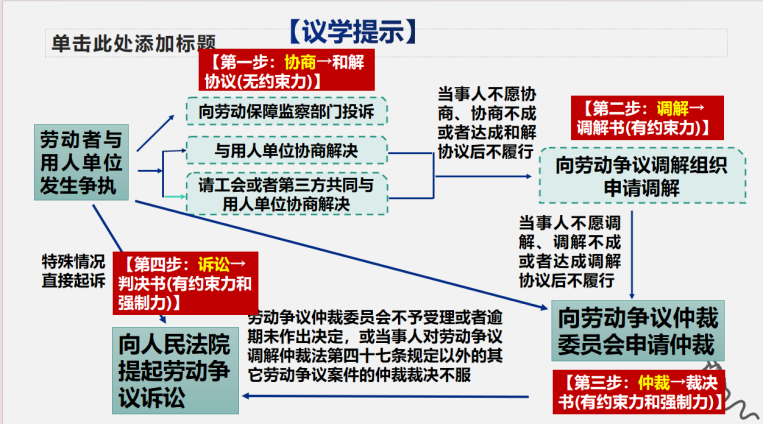 【议学提示】
单击此处添加标题
【第一步：协商→和解
协议(无约束力)】
向劳动保障监察部门投诉
劳动者与
用人单位
发生争执
与用人单位协商解决
请工会或者第三方共同与
用人单位协商解决
当事人不愿协
商、协商不成
或者达成和解
协议后不履行
【第二步：调解→
调解书(有约束力)】
向劳动争议调解组织
申请调解
当事人不愿调
解、调解不成
或者达成调解
协议后不履行
特殊情况
直接起诉
【第四步：诉讼→
判决书(有约束力和
强制力)】
向人民法院
提起劳动争
议诉讼
劳动争议仲裁委员会不予受理或者逾
期未作出决定，或当事人对劳动争议
调解仲裁法第四十七条规定以外的其
它劳动争议案件的仲裁裁决不服
向劳动争议仲裁
委员会申请仲裁
【第三步：仲裁→裁决
书(有约束力和强制力)】